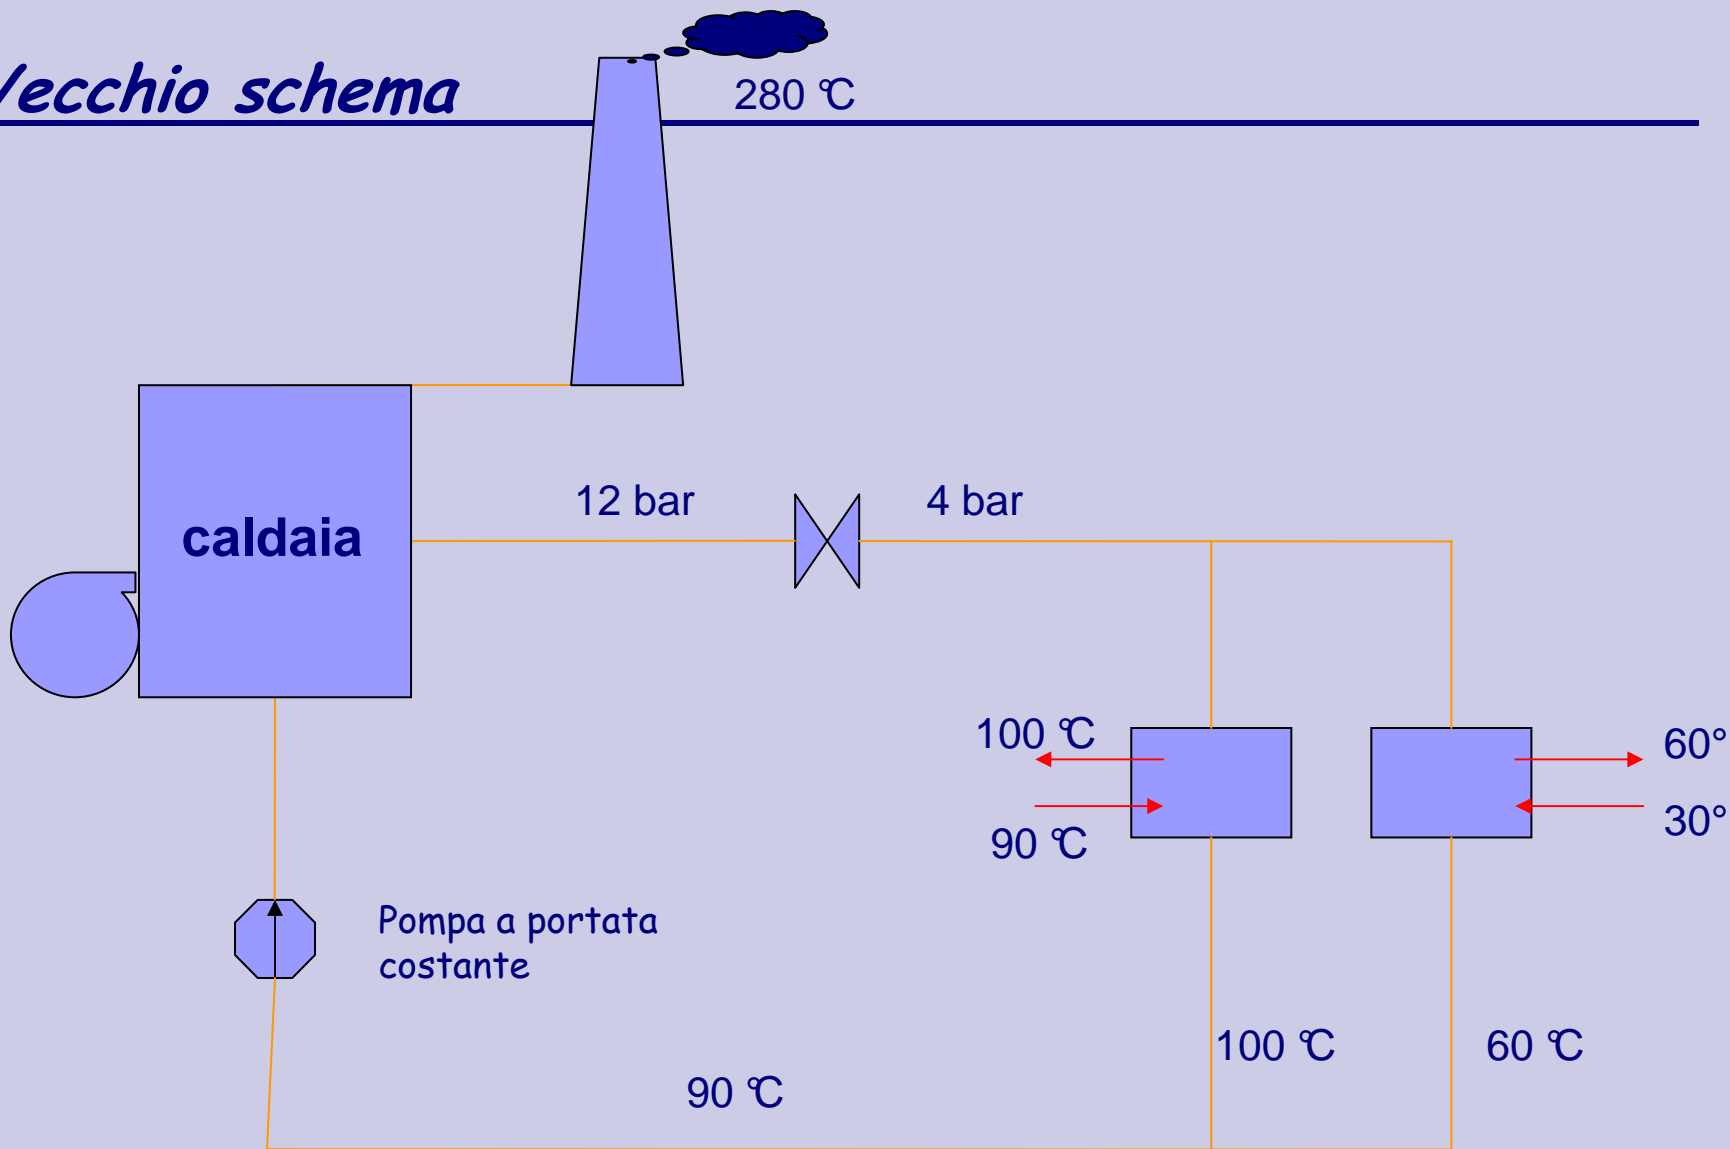 Vecchio schema
280 °C
12 bar
4 bar
caldaia
100 °C
60°
90 °C
30°
Pompa a portata
costante
100 °C
60 °C
90 °C